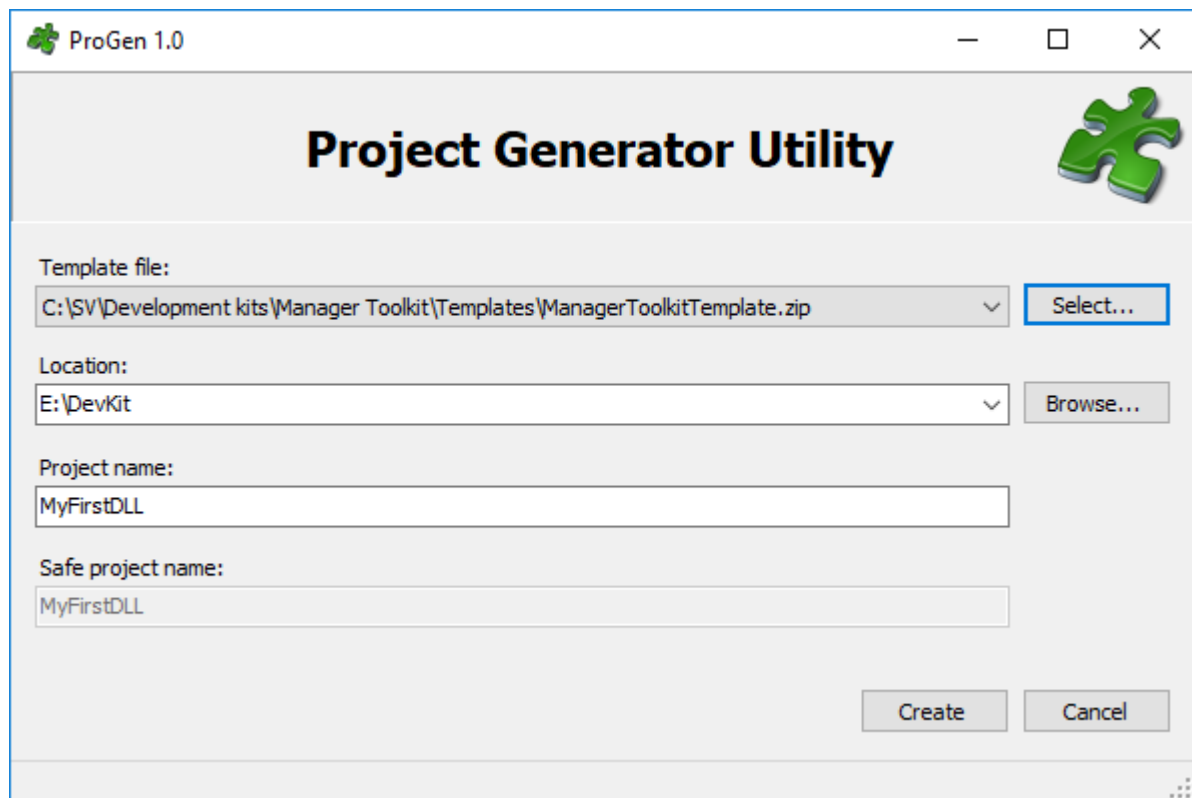 ProGen 1.0
Project Generator Utility
Template file:
C:\SV\Development kits\Manager Toolkit\Templates\ManagerToolkitTemplate.zip
Select...
Location:
E:\DevKit
Browse...
Project name:
MyFirstDLL
Safe project name:
MyFirstDLL
Create
Cancel